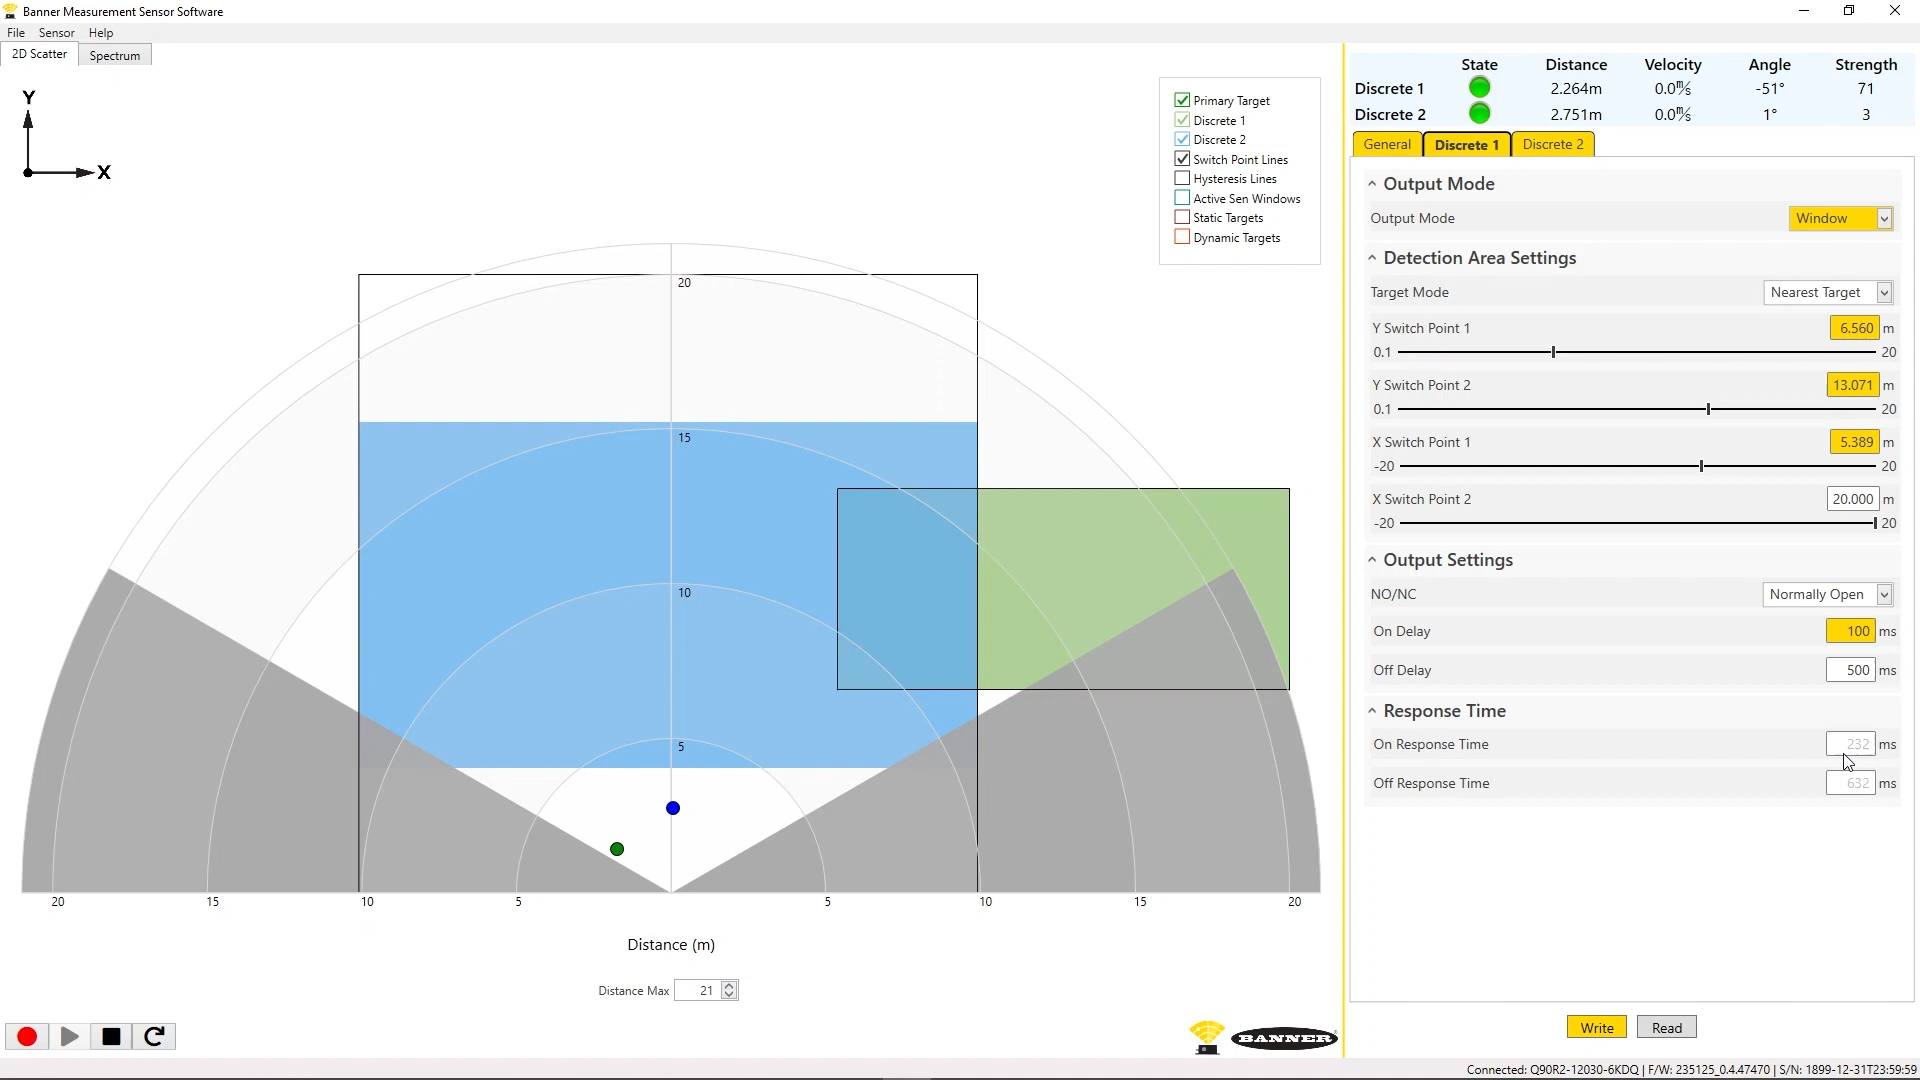 Banner Measurement Sensor Software
File Sensor Help
2D Scatter Spectrum
Y
X
Primary Target
Discrete 1
Discrete 2
Switch Point Lines
Hysteresis Lines
Active Sen Windows
Static Targets
Dynamic Targets
20
15
10
5
20 15 10 5 5 10 15 20
Distance (m)
Distance Max 21
BANNER
State Distance Velocity Angle Strength
Discrete 1 2.264m 0.0m/s -51° 71
Discrete 2 2.751m 0.0m/s 1° 3
General Discrete 1 Discrete 2
Output Mode
Output Mode Window
Detection Area Settings
Target Mode Nearest Target
Y Switch Point 1 6.560 m
0.1 20
Y Switch Point 2 13.071 m
0.1 20
X Switch Point 1 5.389 m
-20 20
X Switch Point 2 20.000 m
-20 20
Output Settings
NO/NC Normally Open
On Delay 100 ms
Off Delay 500 ms
Response Time
On Response Time 232 ms
Off Response Time 632 ms
Write Read
Connected: Q90R2-12030-6KDQ | F/W: 235125_0.4.47470 | S/N: 1899-12-31T23:59:59